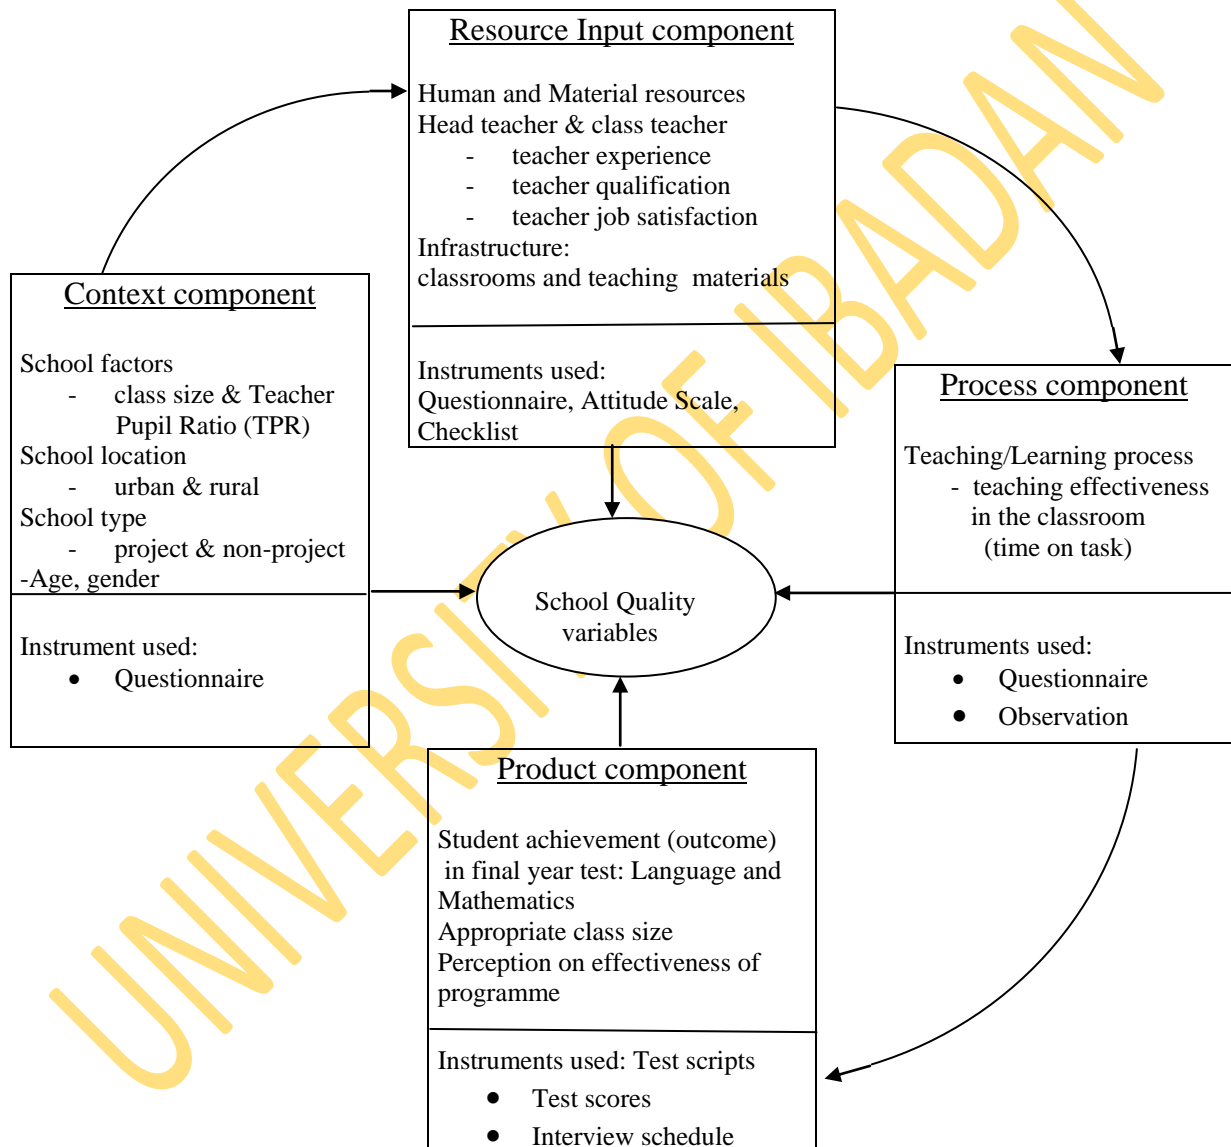 Resource Input component
Human and Material resources
Head teacher & class teacher
- teacher experience
- teacher qualification
- teacher job satisfaction
Infrastructure:
classrooms and teaching materials
Instruments used:
Questionnaire, Attitude Scale,
Checklist
Context component
School factors
- class size & Teacher
Pupil Ratio (TPR)
School location
- urban & rural
School type
- project & non-project
-Age, gender
Instrument used:
• Questionnaire
Process component
Teaching/Learning process
- teaching effectiveness
in the classroom
(time on task)
Instruments used:
• Questionnaire
• Observation
School Quality
variables
Product component
Student achievement (outcome)
in final year test: Language and
Mathematics
Appropriate class size
Perception on effectiveness of
programme
Instruments used: Test scripts
• Test scores
• Interview schedule
UNIVERSITY OF IBADAN